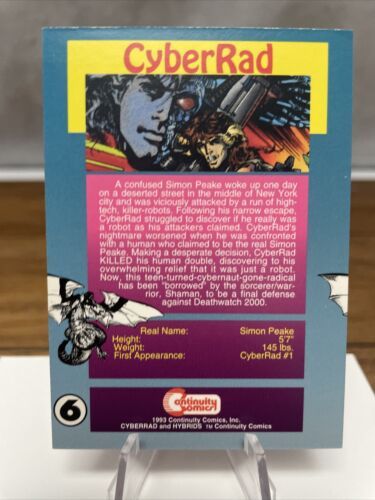 CyberRad
A confused Simon Peake woke up one day
on a deserted street in the middle of New York
city and was viciously attacked by a run of high-
tech, killer-robots. Following his narrow escape,
CyberRad struggled to discover if he really was
a robot as his attackers claimed. CyberRad's
nightmare worsened when he was confronted
with a human who claimed to be the real Simon
Peake. Making a desperate decision, CyberRad
KILLED his human double, discovering to his
overwhelming relief that it was just a robot.
Now, this teen-turned-cybernaut-gone-radical
has been "borrowed" by the sorcerer/war-
rior, Shaman, to be a final defense
against Deathwatch 2000.
Real Name: Simon Peake
Height: 5'7"
Weight: 145 lbs.
First Appearance: CyberRad #1
6
Continuity
Comics
1993 Continuity Comics, Inc.
CYBERRAD and HYBRIDS TM Continuity Comics